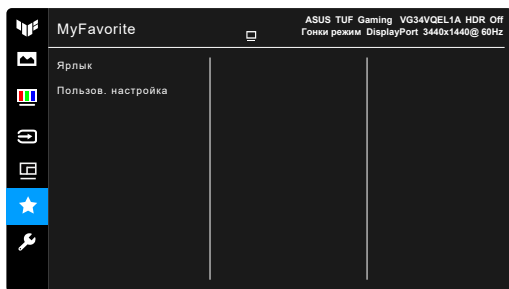 MyFavorite
ASUS TUF Gaming VG34VQEL1A HDR Off
Гонки режим DisplayPort 3440x1440@ 60Hz
Ярлык
Пользов. настройка